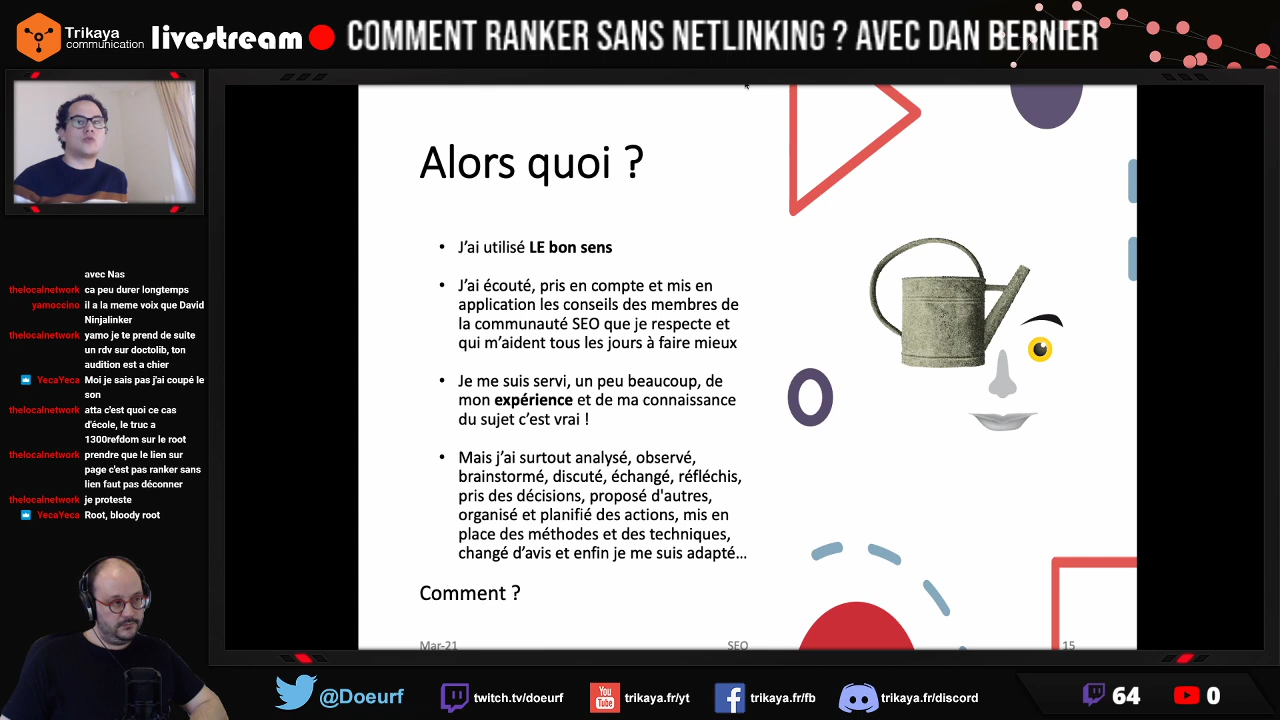 Trikaya
communication
livestream
COMMENT RANKER SANS NETLINKING ? AVEC DAN BERNIER
avec Nas
thelocalnetwork ca peu durer longtemps
yamoccino il a la meme voix que David
Ninjalinker
thelocalnetwork yamo je te prend de suite
un rdv sur doctolib, ton
audition est a chier
YecaYeca Moi je sais pas j'ai coupé le
son
thelocalnetwork atta c'est quoi ce cas
d'école, le truc a
1300refdom sur le root
thelocalnetwork prendre que le lien sur
page c'est pas ranker sans
lien faut pas déconner
thelocalnetwork je proteste
YecaYeca Root, bloody root
Alors quoi ?
• J'ai utilisé LE bon sens
• J'ai écouté, pris en compte et mis en
application les conseils des membres de
la communauté SEO que je respecte et
qui m'aident tous les jours à faire mieux
• Je me suis servi, un peu beaucoup, de
mon expérience et de ma connaissance
du sujet c'est vrai !
• Mais j'ai surtout analysé, observé,
brainstormé, discuté, échangé, réfléchis,
pris des décisions, proposé d'autres,
organisé et planifié des actions, mis en
place des méthodes et des techniques,
changé d'avis et enfin je me suis adapté...
Comment ?
Mar-21
SEO
15
@Doeurf
twitch.tv/doeurf
You
Tube
trikaya.fr/yt
trikaya.fr/fb
trikaya.fr/discord
64
0